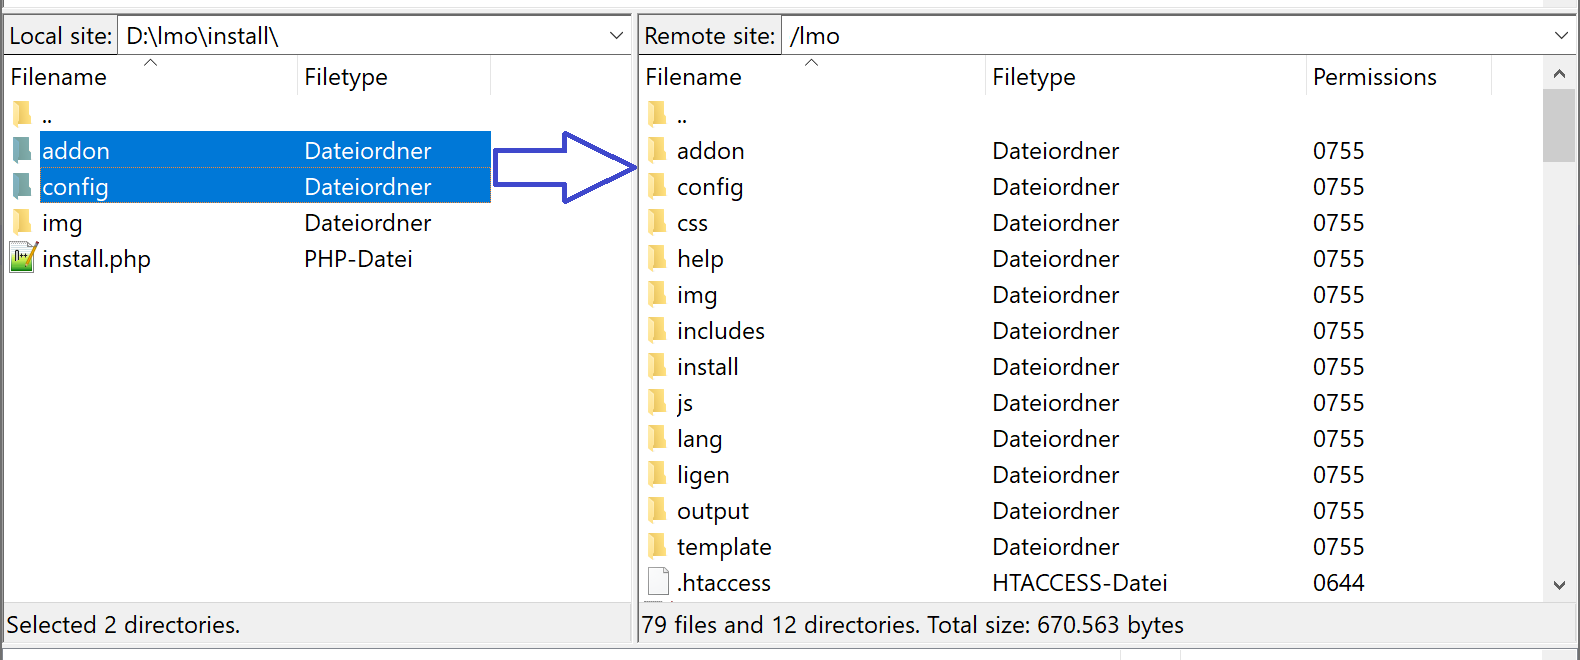 Local site: D:\lmo\install\
Filename Filetype
..
addon Dateiordner
config Dateiordner
img Dateiordner
install.php PHP-Datei
Selected 2 directories.
Remote site: /lmo
Filename Filetype Permissions
..
addon Dateiordner 0755
config Dateiordner 0755
css Dateiordner 0755
help Dateiordner 0755
img Dateiordner 0755
includes Dateiordner 0755
install Dateiordner 0755
js Dateiordner 0755
lang Dateiordner 0755
ligen Dateiordner 0755
output Dateiordner 0755
template Dateiordner 0755
.htaccess HTACCESS-Datei 0644
79 files and 12 directories. Total size: 670.563 bytes